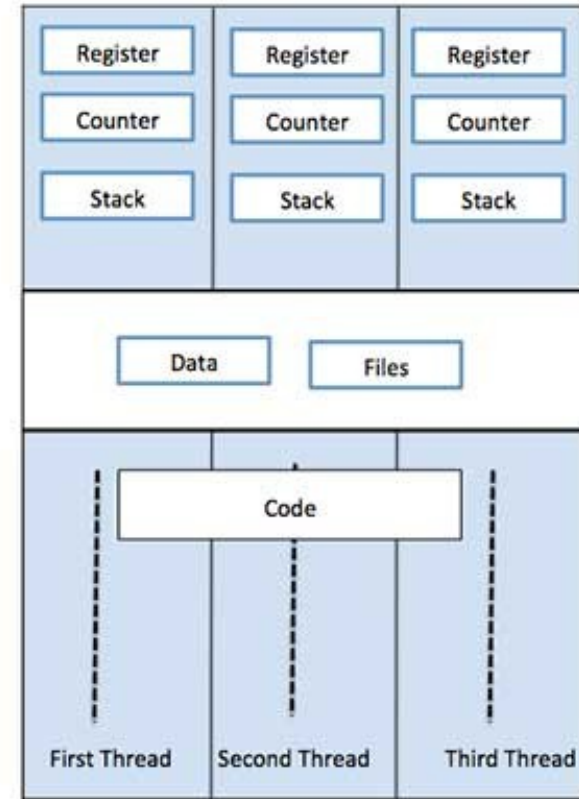 Register Register Register
Counter Counter Counter
Stack Stack Stack
Data Files
Code
First Thread Second Thread Third Thread